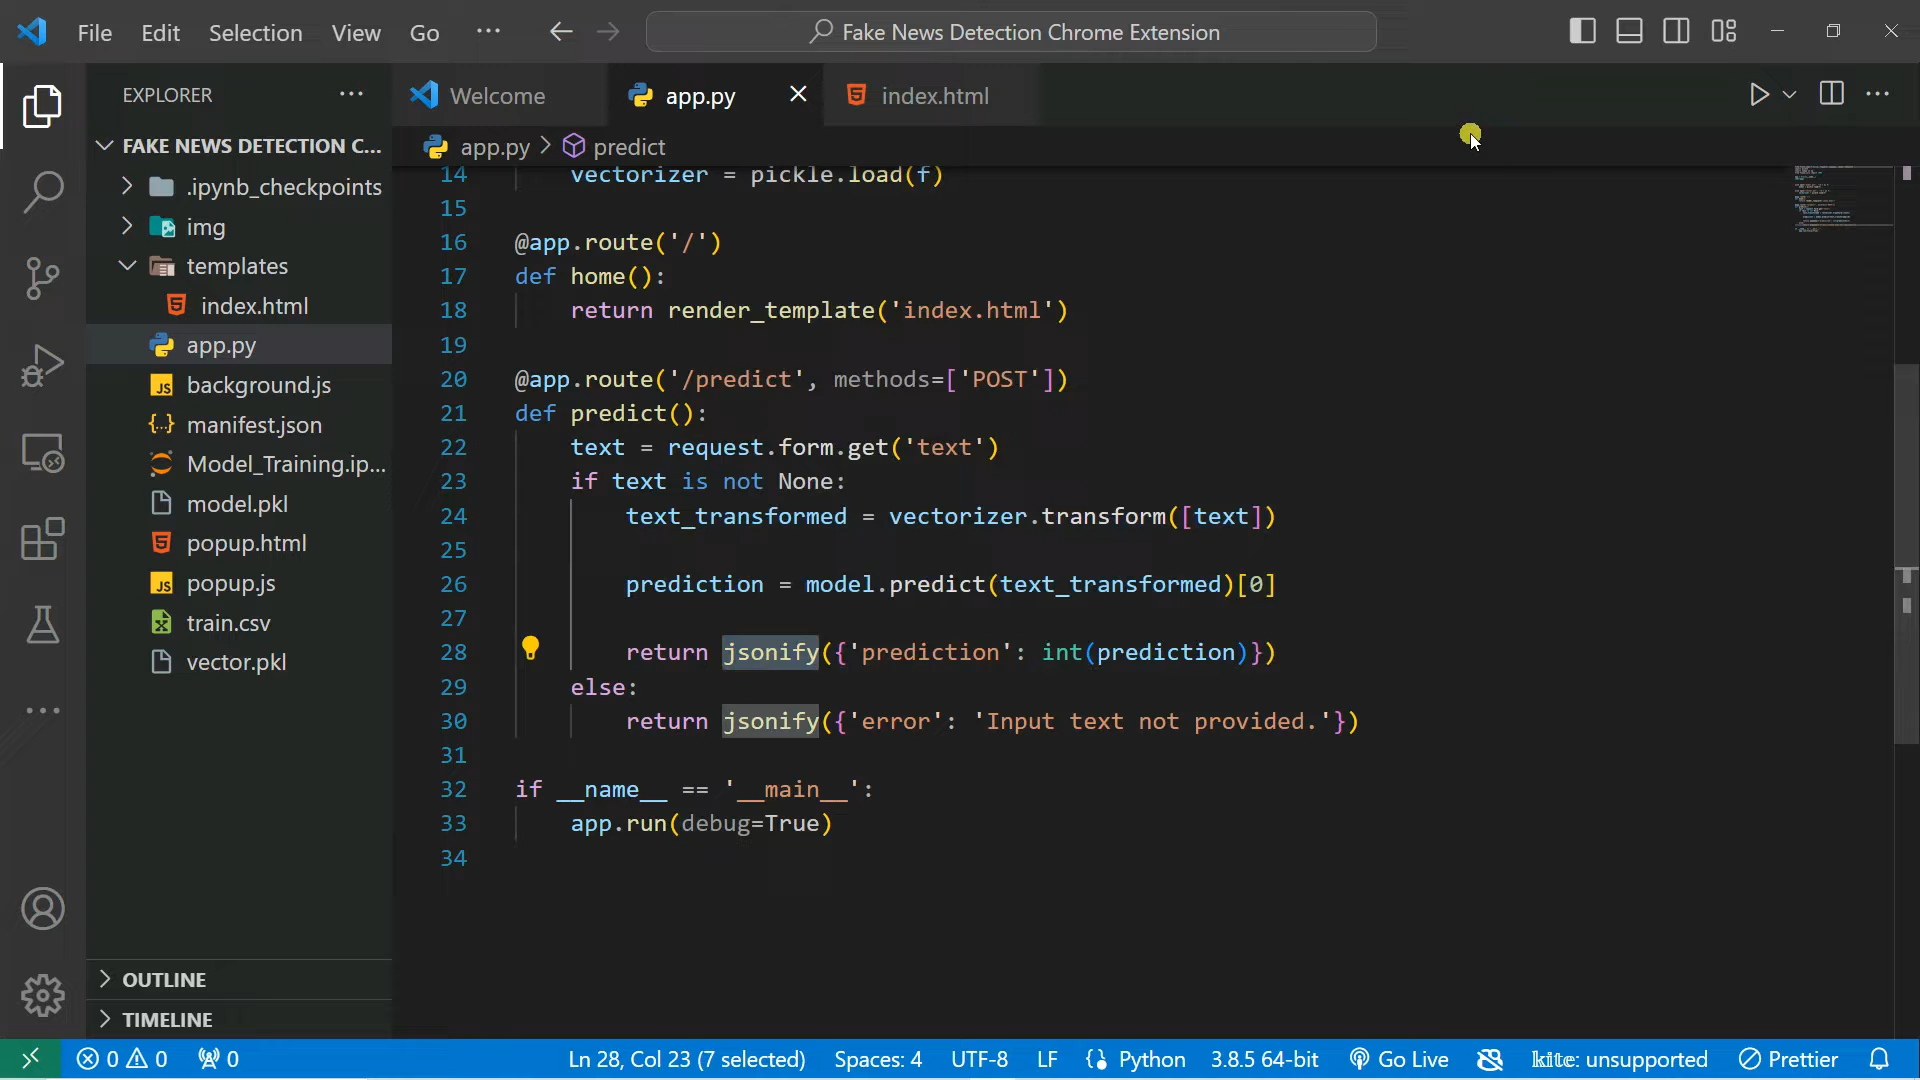 File Edit Selection View Go ··· Fake News Detection Chrome Extension
EXPLORER ···
Welcome app.py index.html
app.py > predict
FAKE NEWS DETECTION C...
.ipynb_checkpoints
img
templates
index.html
app.py
background.js
manifest.json
Model_Training.ip...
model.pkl
popup.html
popup.js
train.csv
vector.pkl
OUTLINE
TIMELINE
14 vectorizer = pickle.load(f)
15
16 @app.route('/')
17 def home():
18 return render_template('index.html')
19
20 @app.route('/predict', methods=['POST'])
21 def predict():
22 text = request.form.get('text')
23 if text is not None:
24 text_transformed = vectorizer.transform([text])
25
26 prediction = model.predict(text_transformed)[0]
27
28 return jsonify({'prediction': int(prediction)})
29 else:
30 return jsonify({'error': 'Input text not provided.'})
31
32 if __name__ == '__main__':
33 app.run(debug=True)
34
0 0 0 Ln 28, Col 23 (7 selected) Spaces: 4 UTF-8 LF Python 3.8.5 64-bit Go Live kite: unsupported Prettier